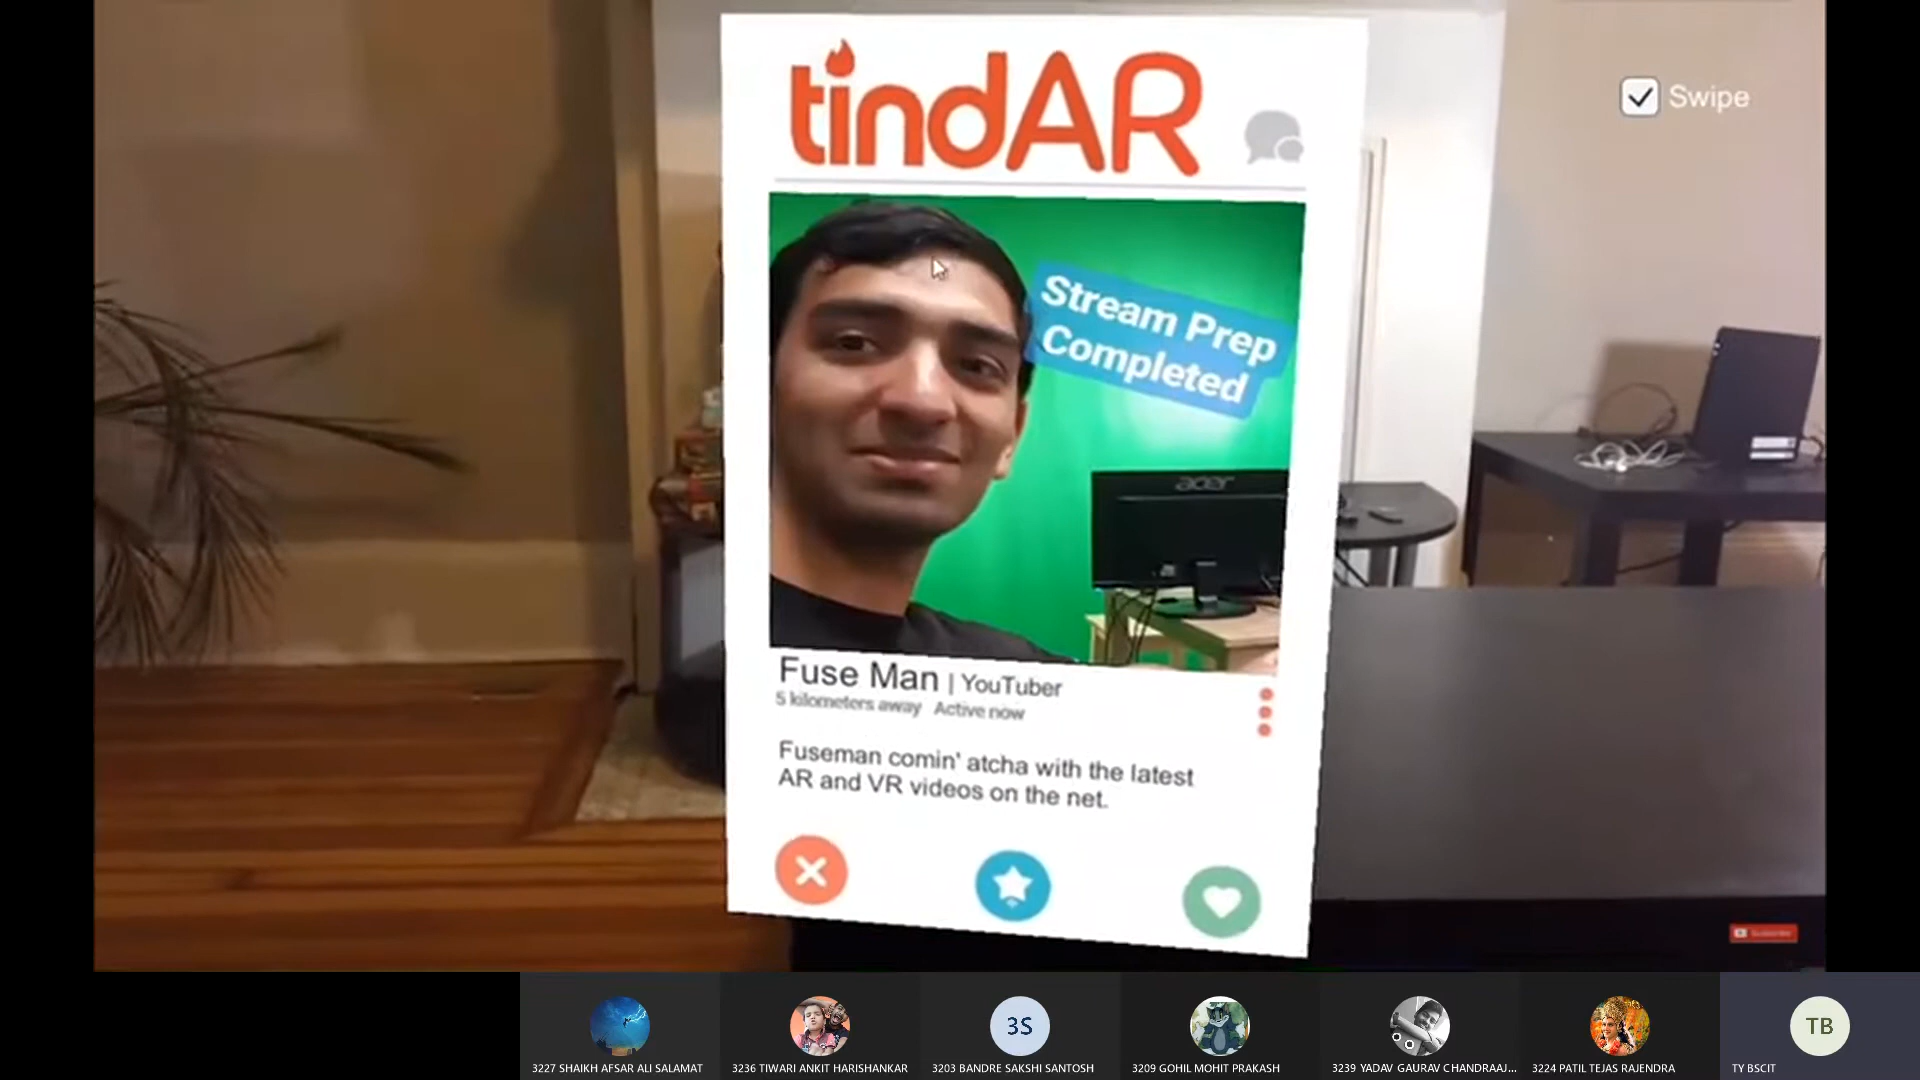 tindAR
Swipe
Stream Prep
Completed
acer
Fuse Man | YouTuber
5 kilometers away Active now
Fuseman comin' atcha with the latest
AR and VR videos on the net.
3S
TB
3227 SHAIKH AFSAR ALI SALAMAT
3236 TIWARI ANKIT HARISHANKAR
3203 BANDRE SAKSHI SANTOSH
3209 GOHIL MOHIT PRAKASH
3239 YADAV GAURAV CHANDRAAJ...
3224 PATIL TEJAS RAJENDRA
TY BSCIT